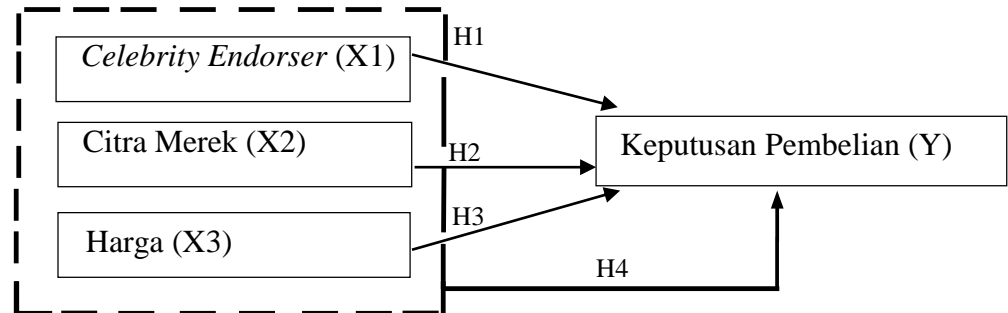 H1
Celebrity Endorser (X1)
Citra Merek (X2)
H2
Keputusan Pembelian (Y)
Harga (X3)
H3
H4